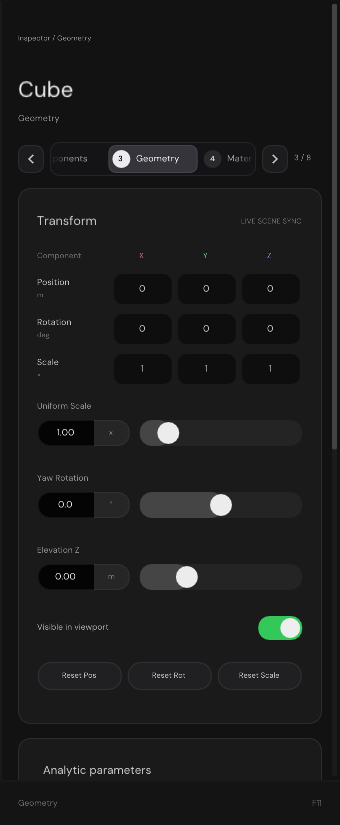 Inspector / Geometry
Cube
Geometry
ponents 3 Geometry 4 Mater 3 / 8
Transform LIVE SCENE SYNC
Component X Y Z
Position 0 0 0
m
Rotation 0 0 0
deg
Scale 1 1 1
Uniform Scale
1.00 x
Yaw Rotation
0.0 °
Elevation Z
0.00 m
Visible in viewport
Reset Pos Reset Rot Reset Scale
Analytic parameters
Geometry F11